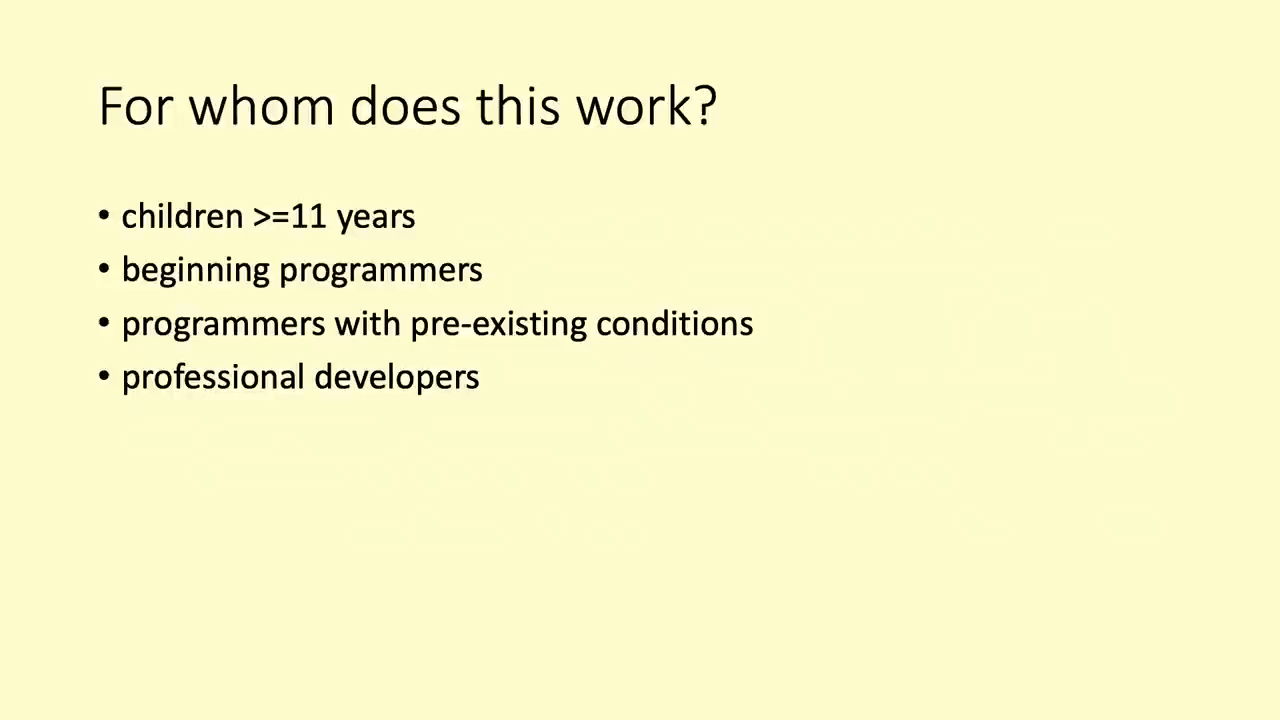 For whom does this work?
• children >=11 years
• beginning programmers
• programmers with pre-existing conditions
• professional developers